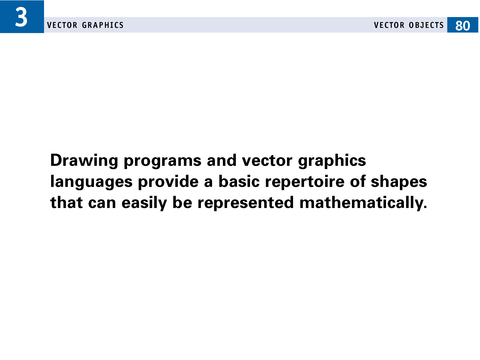 3
VECTOR GRAPHICS
VECTOR OBJECTS 80
Drawing programs and vector graphics
languages provide a basic repertoire of shapes
that can easily be represented mathematically.